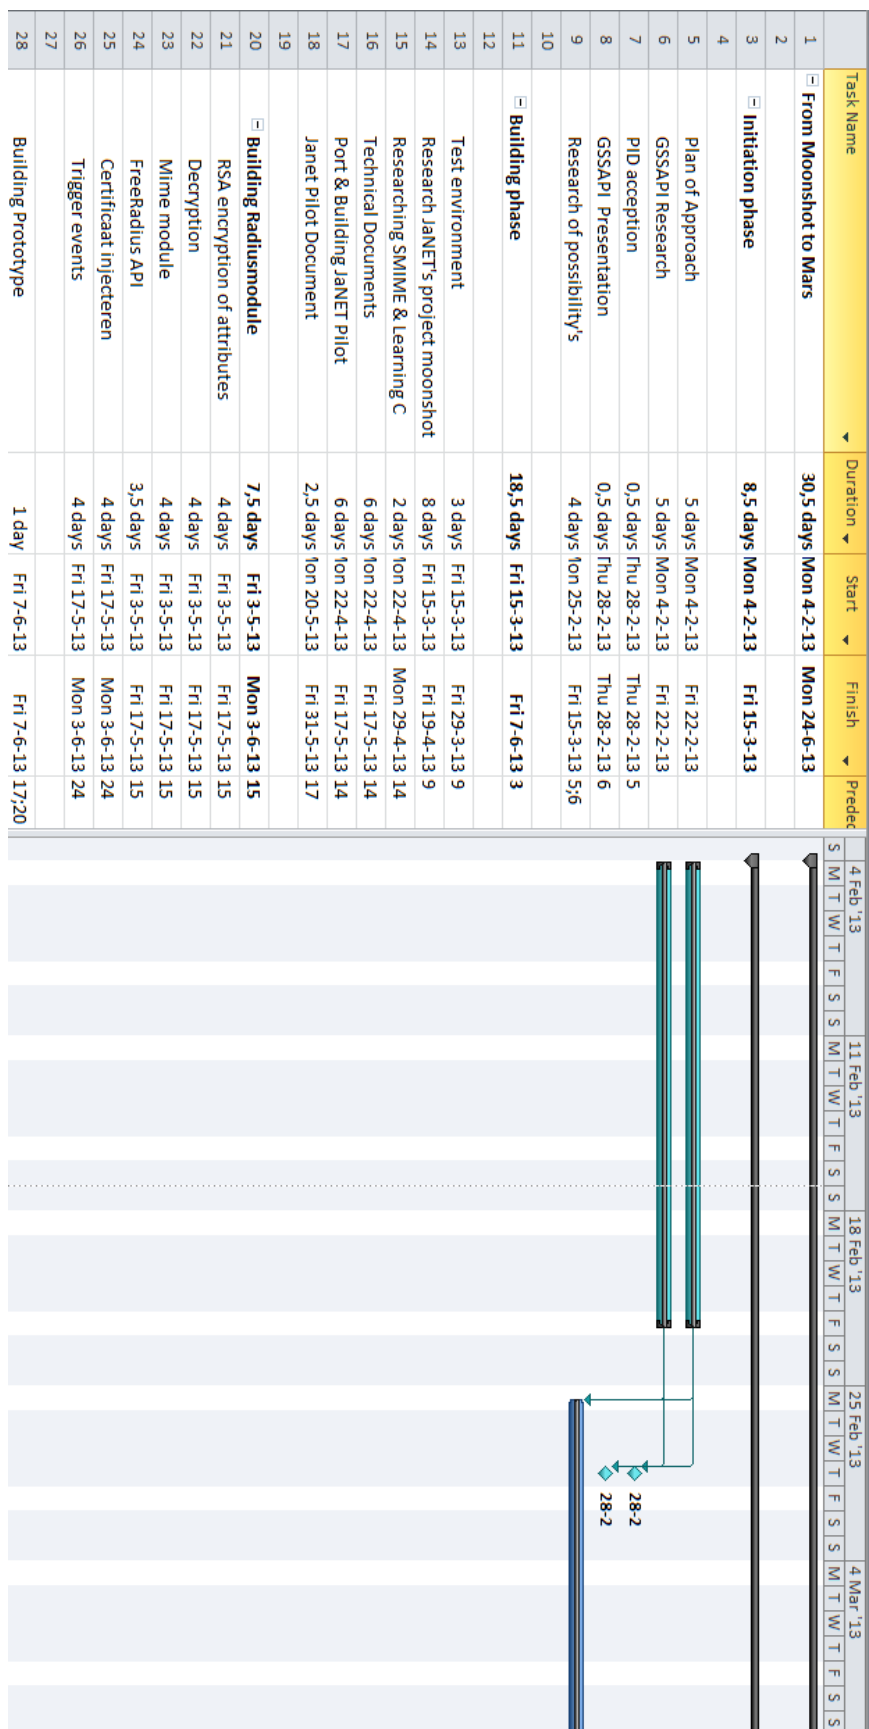 Task Name Duration Start Finish Predec
1 From Moonshot to Mars 30,5 days Mon 4-2-13 Mon 24-6-13
2
3 Initiation phase 8,5 days Mon 4-2-13 Fri 15-3-13
4
5 Plan of Approach 5 days Mon 4-2-13 Fri 22-2-13
6 GSSAPI Research 5 days Mon 4-2-13 Fri 22-2-13
7 PID acception 0,5 days Thu 28-2-13 Thu 28-2-13 5
8 GSSAPI Presentation 0,5 days Thu 28-2-13 Thu 28-2-13 6
9 Research of possibility's 4 days Mon 25-2-13 Fri 15-3-13 5;6
10
11 Building phase 18,5 days Fri 15-3-13 Fri 7-6-13 3
12
13 Test environment 3 days Fri 15-3-13 Fri 29-3-13 9
14 Research JaNET's project moonshot 8 days Fri 15-3-13 Fri 19-4-13 9
15 Researching SMIME & Learning C 2 days Mon 22-4-13 Mon 29-4-13 14
16 Technical Documents 6 days Mon 22-4-13 Fri 17-5-13 14
17 Port & Building JaNET Pilot 6 days Mon 22-4-13 Fri 17-5-13 14
18 Janet Pilot Document 2,5 days Mon 20-5-13 Fri 31-5-13 17
19
20 Building Radiusmodule 7,5 days Fri 3-5-13 Mon 3-6-13 15
21 RSA encryption of attributes 4 days Fri 3-5-13 Fri 17-5-13 15
22 Decryption 4 days Fri 3-5-13 Fri 17-5-13 15
23 Mime module 4 days Fri 3-5-13 Fri 17-5-13 15
24 FreeRadius API 3,5 days Fri 3-5-13 Fri 17-5-13 15
25 Certificaat injecteren 4 days Fri 17-5-13 Mon 3-6-13 24
26 Trigger events 4 days Fri 17-5-13 Mon 3-6-13 24
27
28 Building Prototype 1 day Fri 7-6-13 Fri 7-6-13 17;20
4 Feb '13 11 Feb '13 18 Feb '13 25 Feb '13 4 Mar '13
S M T W T F S S M T W T F S S M T W T F S S M T W T F S S M T W T F S S
28-2
28-2